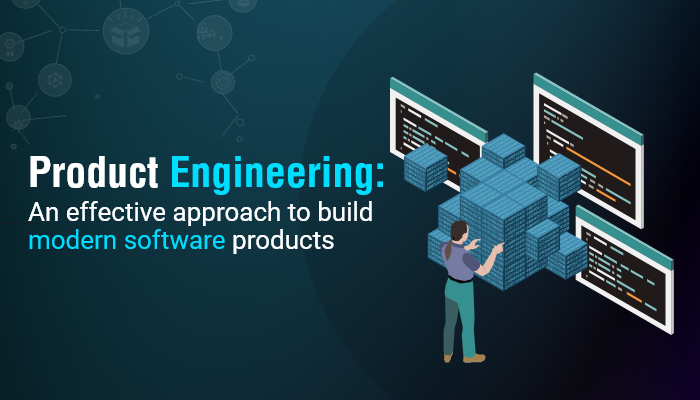 Product Engineering:
An effective approach to build
modern software products